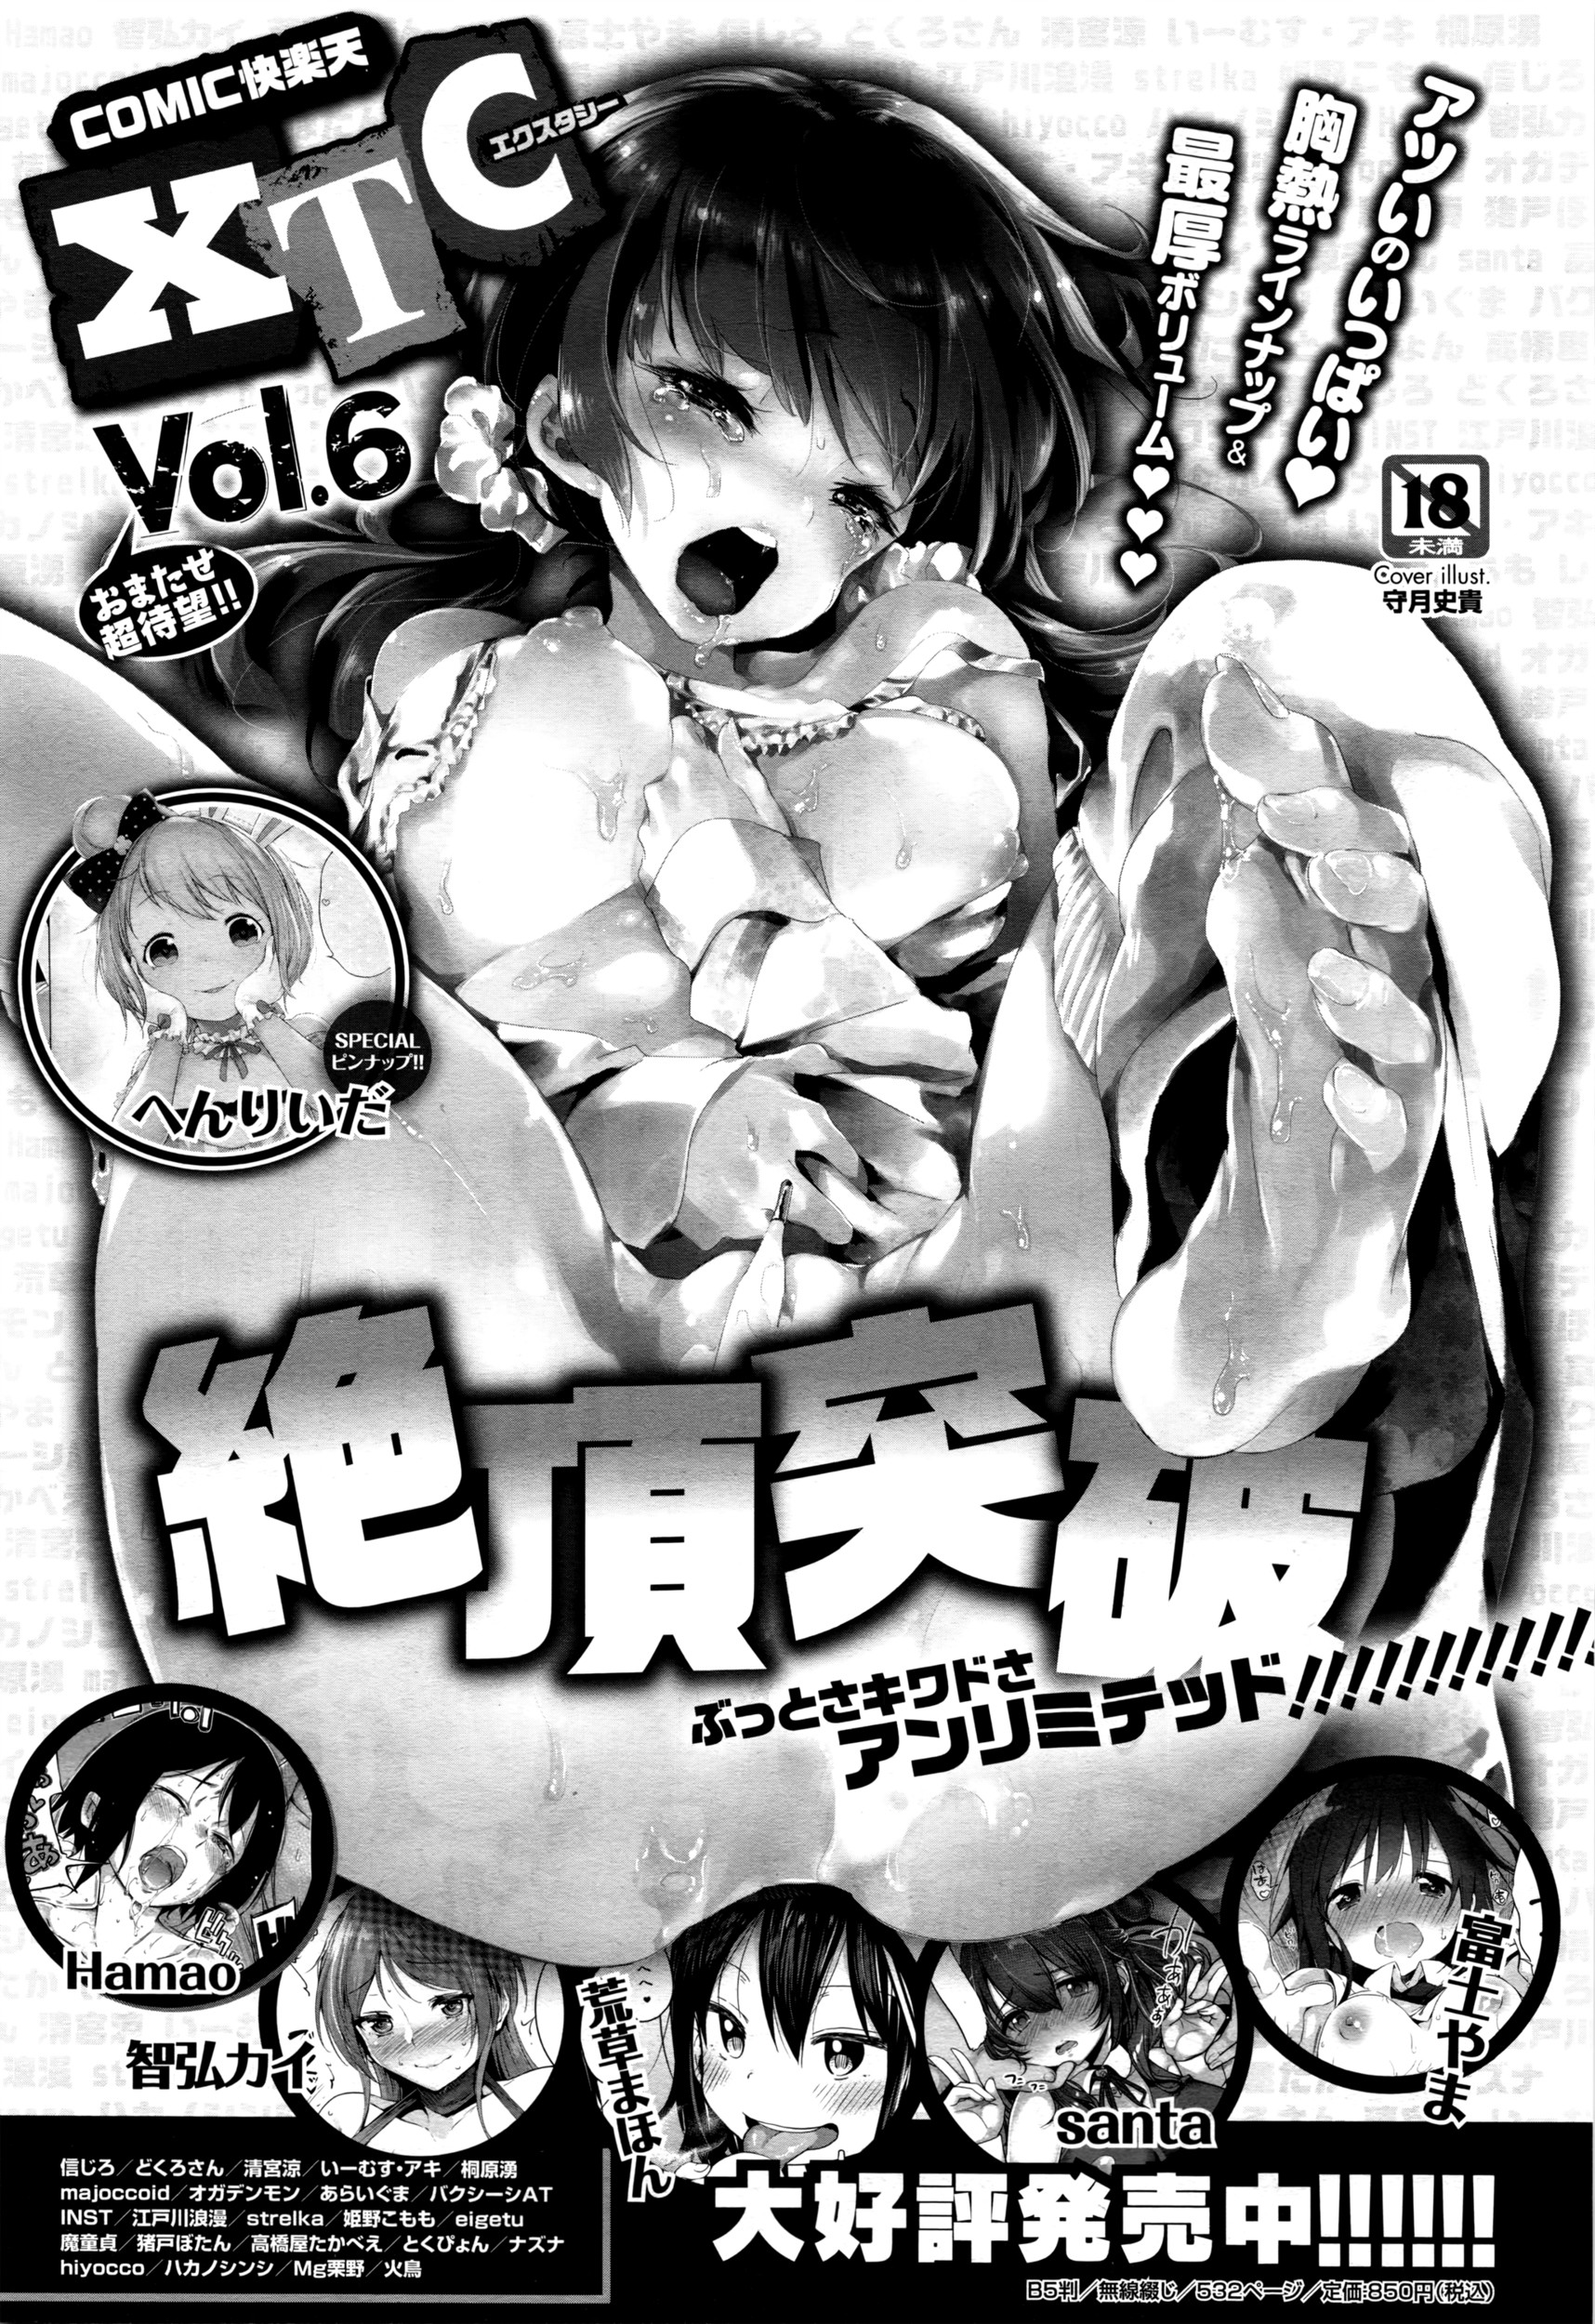 COMIC快楽天
XTC
エクスタシー
Vol.6
おまたせ
超待望!!
アツいのいっぱい♥
胸熱ラインナップ&
最厚ボリューム♥♥♥
18
未満
Cover illust.
守月史貴
SPECIAL
ピンナップ!!
へんりいだ
絶頂突破
ぶっとさキワドさ
アンリミテッド!!!!!!!!!!!!
Hamao
智弘カイ
荒草まほん
santa
富士やま
信じろ／どくろさん／清宮涼／いーむす・アキ／桐原湧
majoccoid／オガデンモン／あらいぐま／バクシーシAT
INST／江戸川浪漫／strelka／姫野こもも／eigetu
魔童貞／猪戸ぼたん／高橋屋たかべえ／とくぴょん／ナズナ
hiyocco／ハカノシンシ／Mg栗野／火鳥
大好評発売中!!!!!!
B5判／無線綴じ／532ページ／定価:850円(税込)